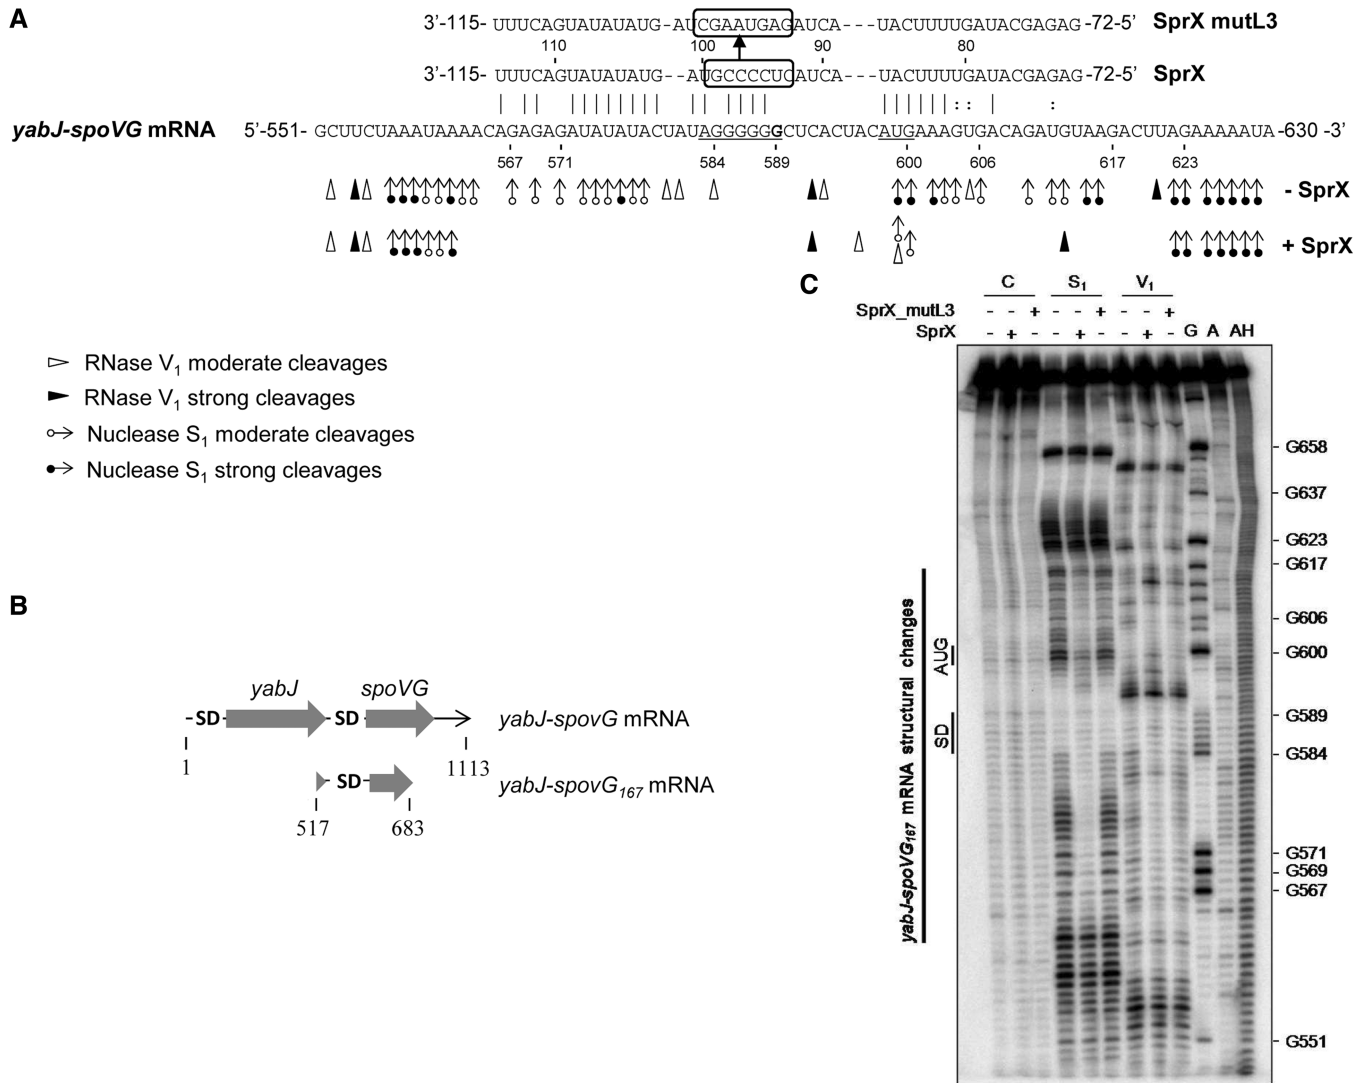 A
3'-115- UUUCAGUAUAUAUG-AUCGAAUGAGAUCA---UACUUUUGAUACGAGAG -72-5' SprX mutL3
110 100 90 80
3'-115- UUUCAGUAUAUAUG--AUGCCCCUCAUCA---UACUUUUGAUACGAGAG -72-5' SprX
yabJ-spoVG mRNA 5'-551- GCUUCUAAAUAAAACAGAGAGAUAUAUACUAUAGGGGGGCUCACUACAUGAAAGUGACAGAUGUAAGACUUAGAAAAAUA -630 -3'
567 571 584 589 600 606 617 623
- SprX
+ SprX
RNase V1 moderate cleavages
RNase V1 strong cleavages
Nuclease S1 moderate cleavages
Nuclease S1 strong cleavages
B
yabJ spoVG
SD SD yabJ-spovG mRNA
1 1113
SD yabJ-spovG167 mRNA
517 683
C
C S1 V1
SprX_mutL3 - - + - - + - - +
SprX - + - - + - - + - G A AH
G658
G637
G623
G617
G606
G600
G589
G584
G571
G569
G567
G551
AUG
SD
yabJ-spoVG167 mRNA structural changes